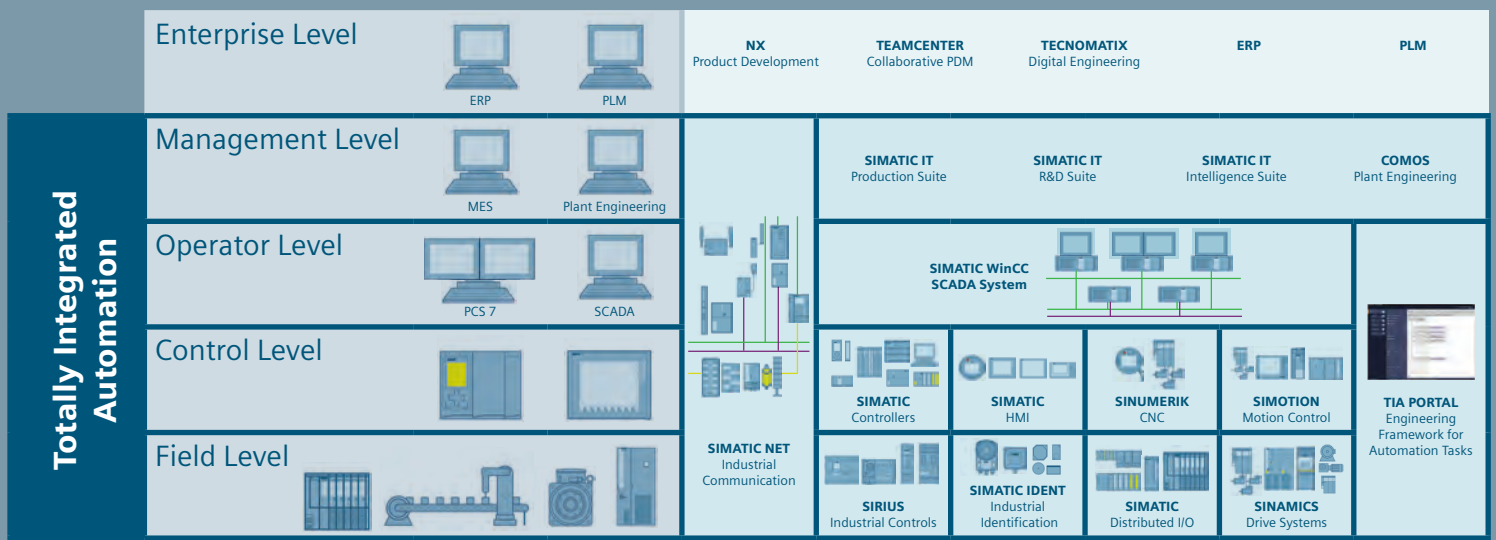 Totally Integrated
Automation
Enterprise Level
ERP
PLM
NX
Product Development
TEAMCENTER
Collaborative PDM
TECNOMATIX
Digital Engineering
ERP
PLM
Management Level
MES
Plant Engineering
SIMATIC IT
Production Suite
SIMATIC IT
R&D Suite
SIMATIC IT
Intelligence Suite
COMOS
Plant Engineering
Operator Level
PCS 7
SCADA
SIMATIC WinCC
SCADA System
Control Level
SIMATIC
Controllers
SIMATIC
HMI
SINUMERIK
CNC
SIMOTION
Motion Control
TIA PORTAL
Engineering
Framework for
Automation Tasks
Field Level
SIMATIC NET
Industrial
Communication
SIRIUS
Industrial Controls
SIMATIC IDENT
Industrial
Identification
SIMATIC
Distributed I/O
SINAMICS
Drive Systems